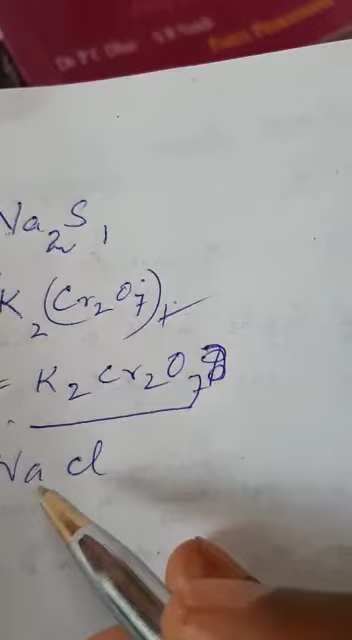 Na₂S,
K₂(Cr₂O₇)
= K₂Cr₂O₇
NaCl